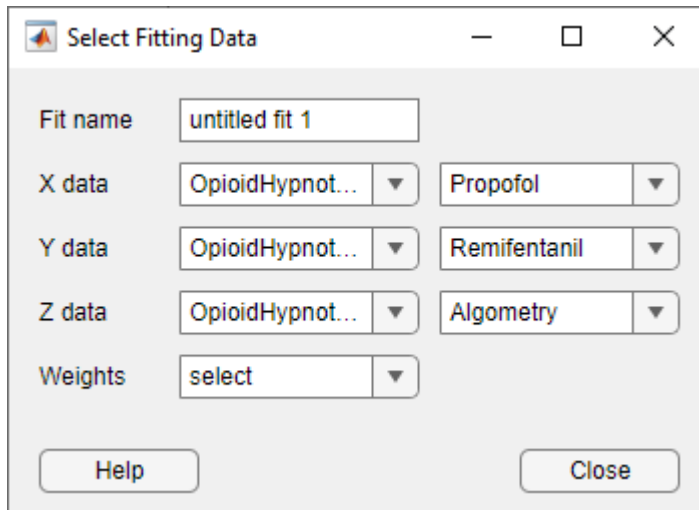 Select Fitting Data
Fit name untitled fit 1
X data OpioidHypnot... Propofol
Y data OpioidHypnot... Remifentanil
Z data OpioidHypnot... Algometry
Weights select
Help Close